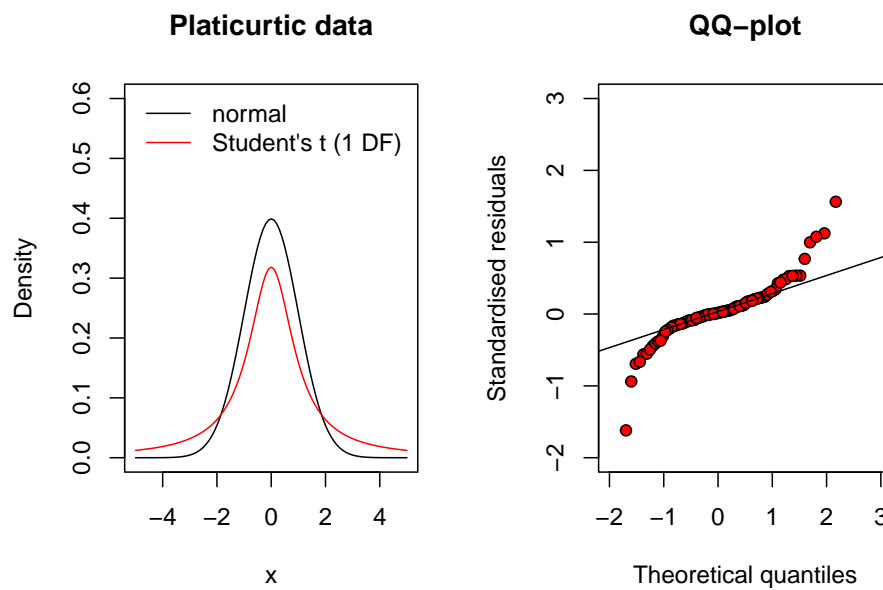 Platicurtic data
normal
Student's t (1 DF)
Density
0.0 0.1 0.2 0.3 0.4 0.5 0.6
−4 −2 0 2 4
x
QQ−plot
Standardised residuals
−2 −1 0 1 2 3
−2 −1 0 1 2 3
Theoretical quantiles